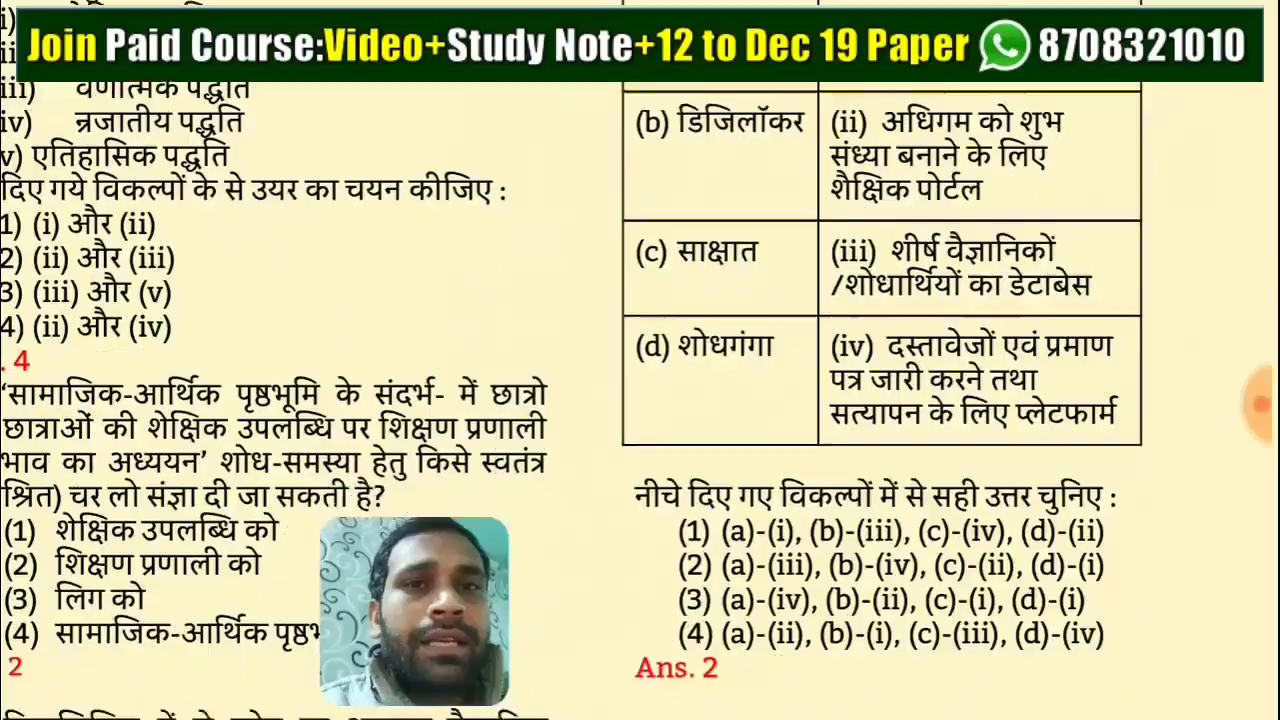 Join Paid Course:Video+Study Note+12 to Dec 19 Paper 8708321010
i)
ii
iii) वर्णात्मक पद्धति
iv) न्रजातीय पद्धति
v) एतिहासिक पद्धति
दिए गये विकल्पों के से उयर का चयन कीजिए :
1) (i) और (ii)
2) (ii) और (iii)
3) (iii) और (v)
4) (ii) और (iv)
. 4
‘सामाजिक-आर्थिक पृष्ठभूमि के संदर्भ- में छात्रो
छात्राओं की शेक्षिक उपलब्धि पर शिक्षण प्रणाली
भाव का अध्ययन’ शोध-समस्या हेतु किसे स्वतंत्र
श्रित) चर लो संज्ञा दी जा सकती है?
(1) शेक्षिक उपलब्धि को
(2) शिक्षण प्रणाली को
(3) लिग को
(4) सामाजिक-आर्थिक
2
(b) डिजिलॉकर
(ii) अधिगम को शुभ
संध्या बनाने के लिए
शैक्षिक पोर्टल
(c) साक्षात
(iii) शीर्ष वैज्ञानिकों
/शोधार्थियों का डेटाबेस
(d) शोधगंगा
(iv) दस्तावेजों एवं प्रमाण
पत्र जारी करने तथा
सत्यापन के लिए प्लेटफार्म
नीचे दिए गए विकल्पों में से सही उत्तर चुनिए :
(1) (a)-(i), (b)-(iii), (c)-(iv), (d)-(ii)
(2) (a)-(iii), (b)-(iv), (c)-(ii), (d)-(i)
(3) (a)-(iv), (b)-(ii), (c)-(i), (d)-(i)
(4) (a)-(ii), (b)-(i), (c)-(iii), (d)-(iv)
Ans. 2